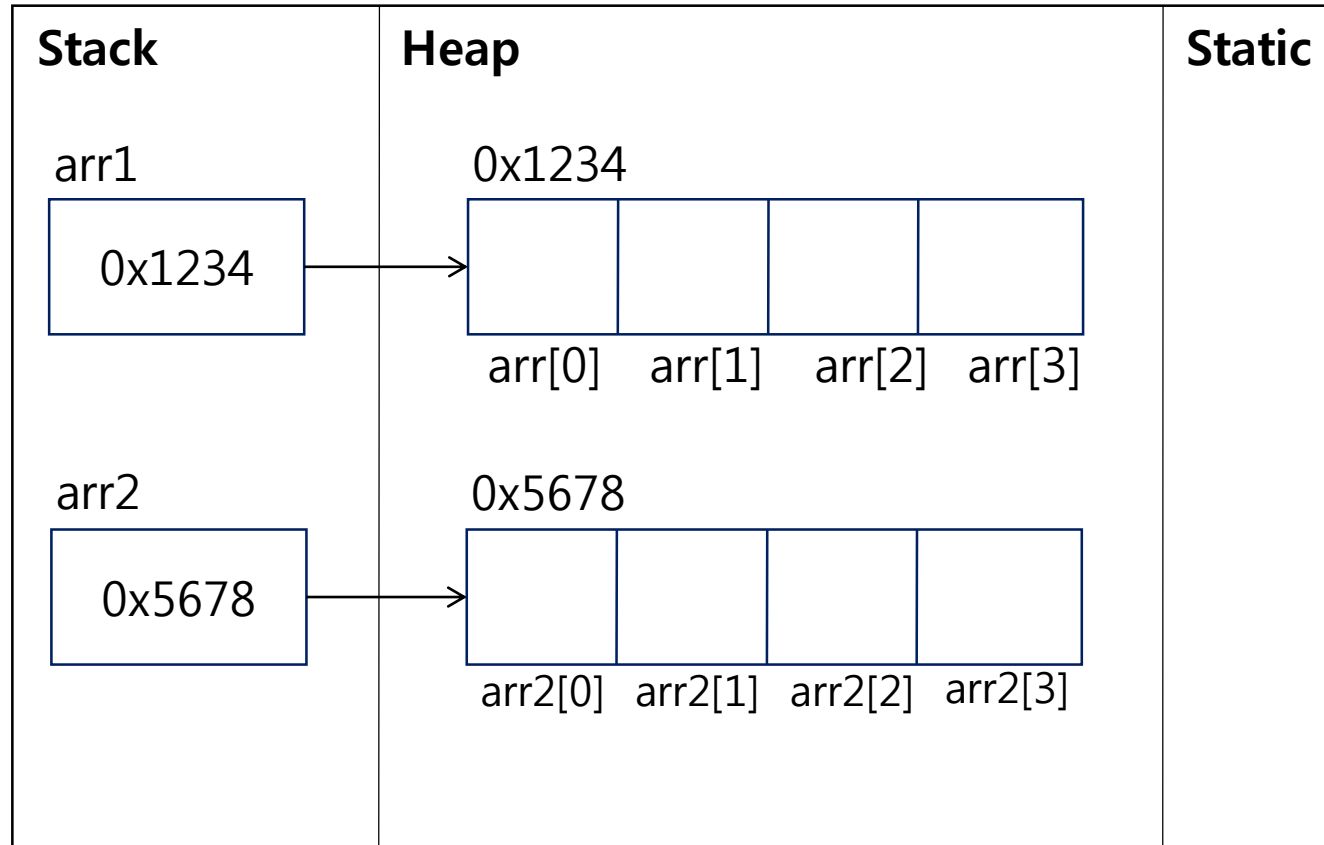 Stack
Heap
Static
arr1
0x1234
0x1234
arr[0]
arr[1]
arr[2]
arr[3]
arr2
0x5678
0x5678
arr2[0]
arr2[1]
arr2[2]
arr2[3]